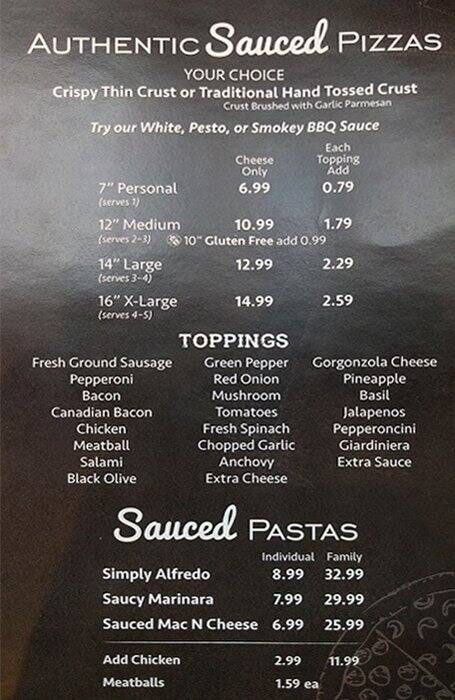 AUTHENTIC Sauced PIZZAS
YOUR CHOICE
Crispy Thin Crust or Traditional Hand Tossed Crust
Crust Brushed with Garlic Parmesan
Try our White, Pesto, or Smokey BBQ Sauce
Cheese Only Each Topping Add
7" Personal 6.99 0.79
(serves 1)
12" Medium 10.99 1.79
(serves 2-3) 10" Gluten Free add 0.99
14" Large 12.99 2.29
(serves 3-4)
16" X-Large 14.99 2.59
(serves 4-5)
TOPPINGS
Fresh Ground Sausage Green Pepper Gorgonzola Cheese
Pepperoni Red Onion Pineapple
Bacon Mushroom Basil
Canadian Bacon Tomatoes Jalapenos
Chicken Fresh Spinach Pepperoncini
Meatball Chopped Garlic Giardiniera
Salami Anchovy Extra Sauce
Black Olive Extra Cheese
Sauced PASTAS
Individual Family
Simply Alfredo 8.99 32.99
Saucy Marinara 7.99 29.99
Sauced Mac N Cheese 6.99 25.99
Add Chicken 2.99 11.99
Meatballs 1.59 ea